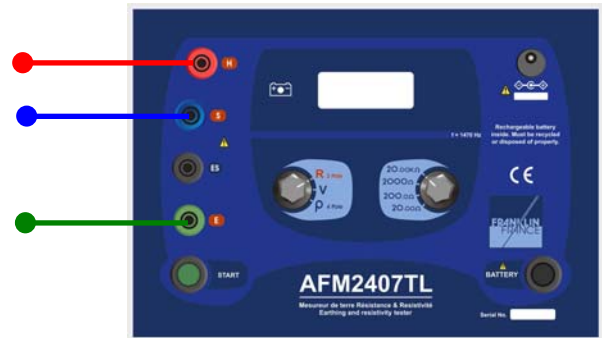 H
S
ES
E
START
R 3 Pole
V
ρ 4 Pole
20.00KΩ
2000Ω
200.0Ω
20.00Ω
f = 1470 Hz
Rechargeable battery
inside. Must be recycled
or disposed of properly.
CE
FRANKLIN
FRANCE
BATTERY
AFM2407TL
Mesureur de terre Résistance & Resistivité
Earthing and resistivity tester
Serial No.